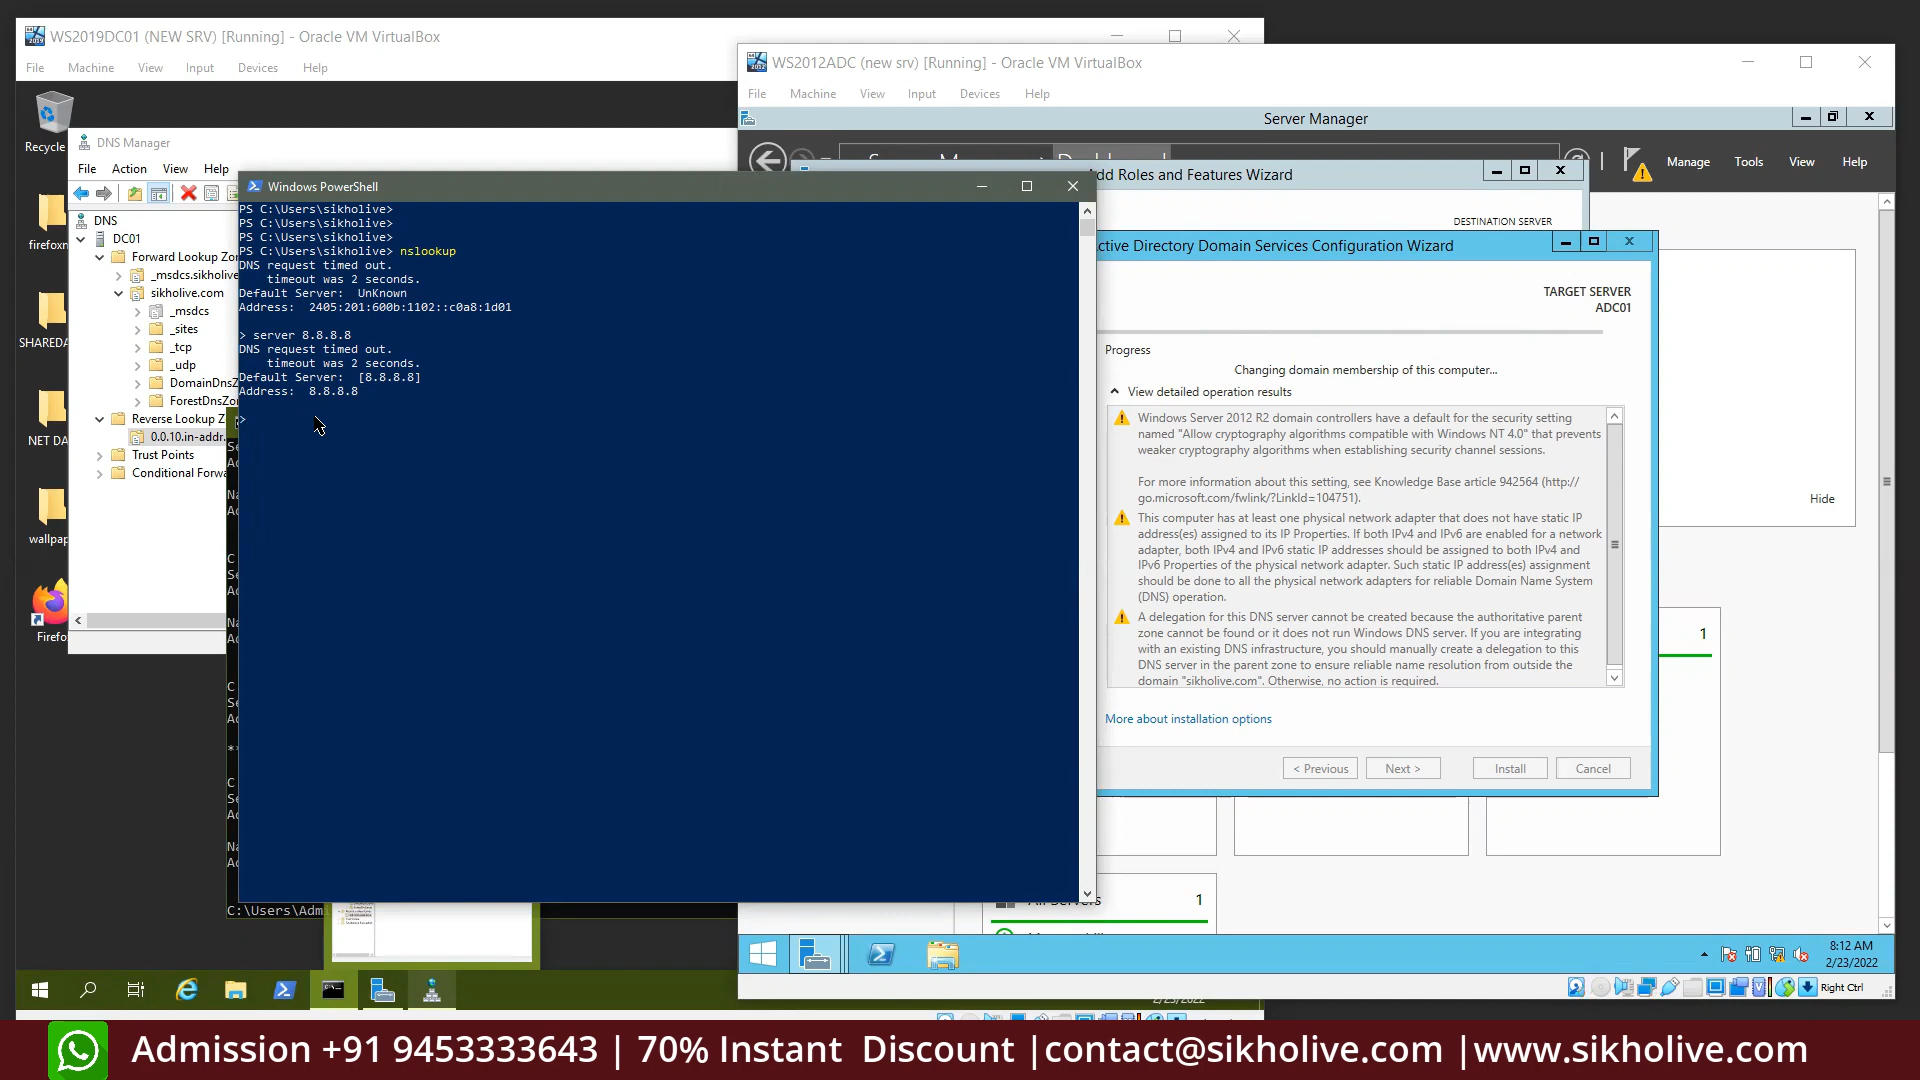 WS2019DC01 (NEW SRV) [Running] - Oracle VM VirtualBox
File Machine View Input Devices Help
Recycle
firefox
SHAREDA
NET DA
wallpap
Firefo
DNS Manager
File Action View Help
DNS
DC01
Forward Lookup Zo
_msdcs.sikholive
sikholive.com
_msdcs
_sites
_tcp
_udp
DomainDnsZ
ForestDnsZo
Reverse Lookup Z
0.0.10.in-addr.
Trust Points
Conditional Forwa
Windows PowerShell
PS C:\Users\sikholive>
PS C:\Users\sikholive>
PS C:\Users\sikholive>
PS C:\Users\sikholive> nslookup
DNS request timed out.
timeout was 2 seconds.
Default Server: UnKnown
Address: 2405:201:600b:1102::c0a8:1d01
> server 8.8.8.8
DNS request timed out.
timeout was 2 seconds.
Default Server: [8.8.8.8]
Address: 8.8.8.8
>
C:\Users\Admi
WS2012ADC (new srv) [Running] - Oracle VM VirtualBox
File Machine View Input Devices Help
Server Manager
Manage Tools View Help
dd Roles and Features Wizard
DESTINATION SERVER
ctive Directory Domain Services Configuration Wizard
TARGET SERVER
ADC01
Progress
Changing domain membership of this computer...
View detailed operation results
Windows Server 2012 R2 domain controllers have a default for the security setting
named "Allow cryptography algorithms compatible with Windows NT 4.0" that prevents
weaker cryptography algorithms when establishing security channel sessions.
For more information about this setting, see Knowledge Base article 942564 (http://
go.microsoft.com/fwlink/?LinkId=104751).
This computer has at least one physical network adapter that does not have static IP
address(es) assigned to its IP Properties. If both IPv4 and IPv6 are enabled for a network
adapter, both IPv4 and IPv6 static IP addresses should be assigned to both IPv4 and
IPv6 Properties of the physical network adapter. Such static IP address(es) assignment
should be done to all the physical network adapters for reliable Domain Name System
(DNS) operation.
A delegation for this DNS server cannot be created because the authoritative parent
zone cannot be found or it does not run Windows DNS server. If you are integrating
with an existing DNS infrastructure, you should manually create a delegation to this
DNS server in the parent zone to ensure reliable name resolution from outside the
domain "sikholive.com". Otherwise, no action is required.
More about installation options
< Previous Next > Install Cancel
Hide
1
1
8:12 AM
2/23/2022
Right Ctrl
Admission +91 9453333643 | 70% Instant Discount |contact@sikholive.com |www.sikholive.com